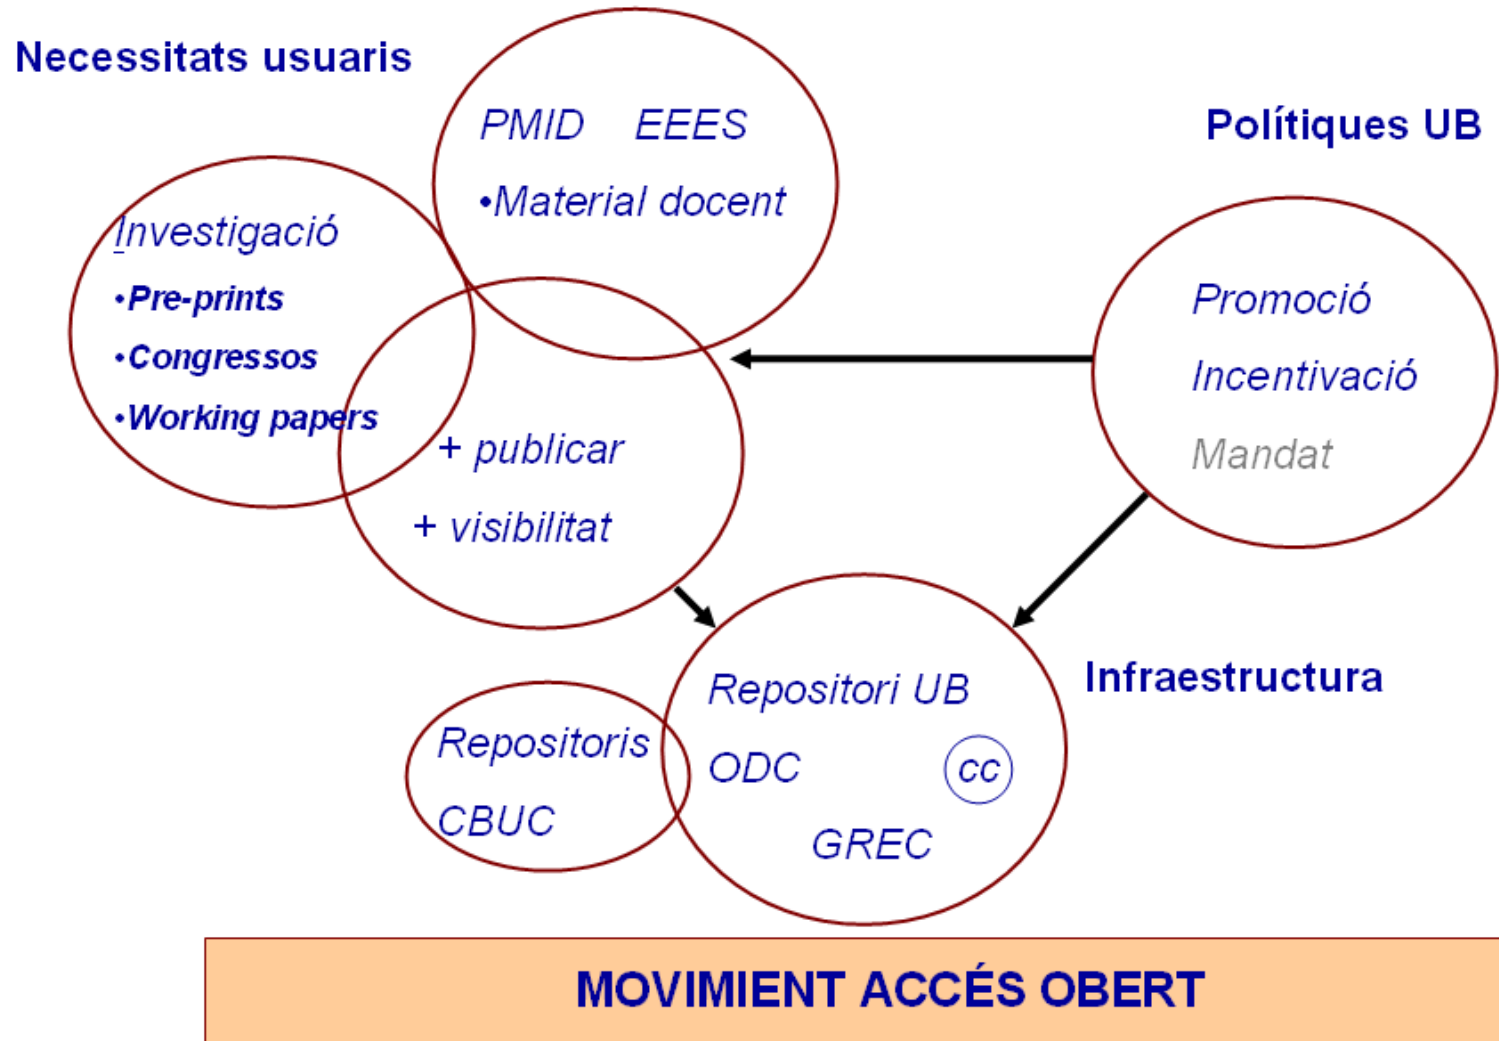 Necessitats usuaris
PMID EEES
•Material docent
Investigació
•Pre-prints
•Congressos
•Working papers
+ publicar
+ visibilitat
Polítiques UB
Promoció
Incentivació
Mandat
Infraestructura
Repositori UB
ODC cc
GREC
Repositoris
CBUC
MOVIMIENT ACCÉS OBERT